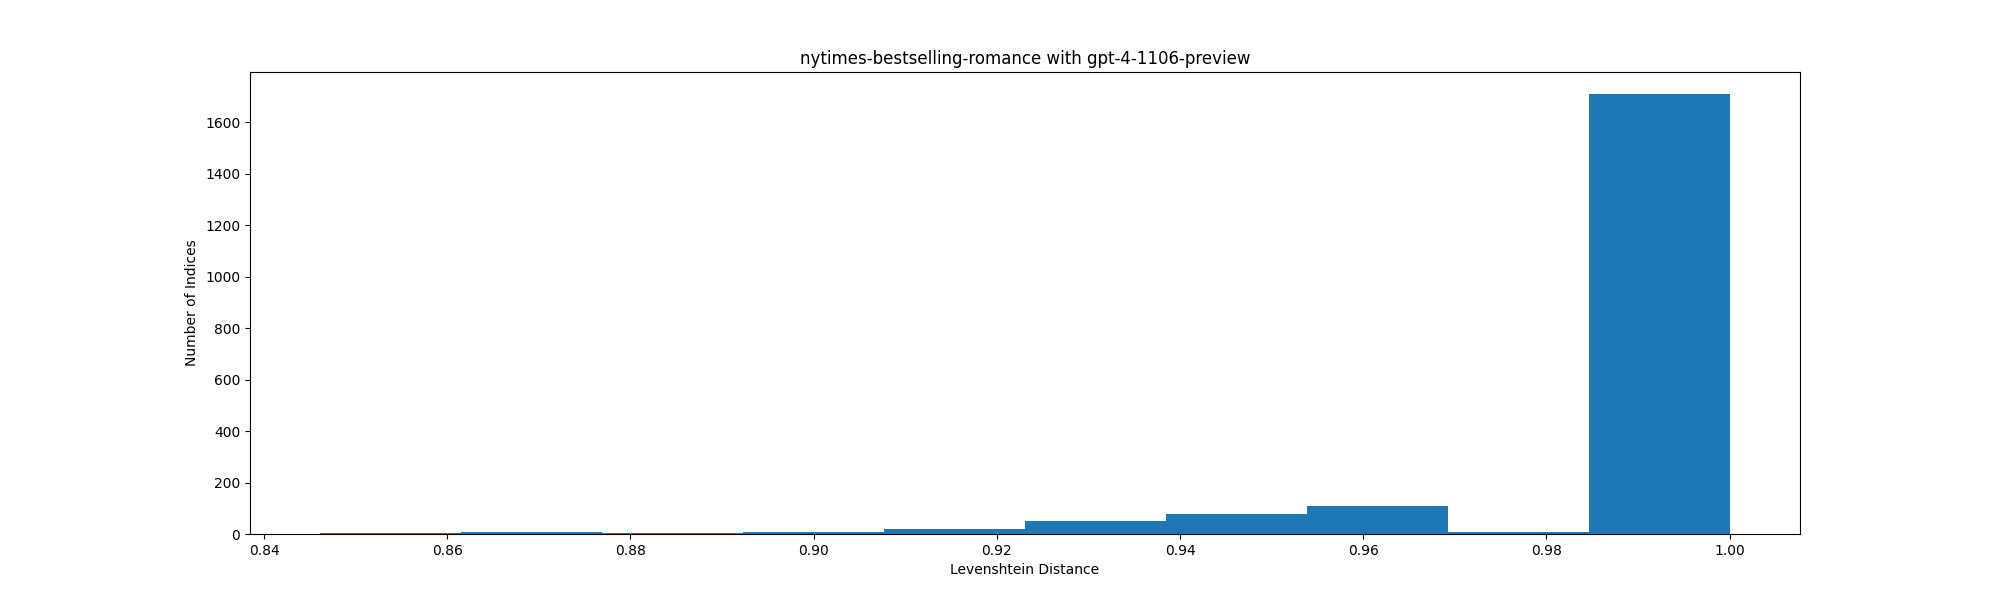 nytimes-bestselling-romance with gpt-4-1106-preview
Number of Indices
1600
1400
1200
1000
800
600
400
200
0
0.84 0.86 0.88 0.90 0.92 0.94 0.96 0.98 1.00
Levenshtein Distance